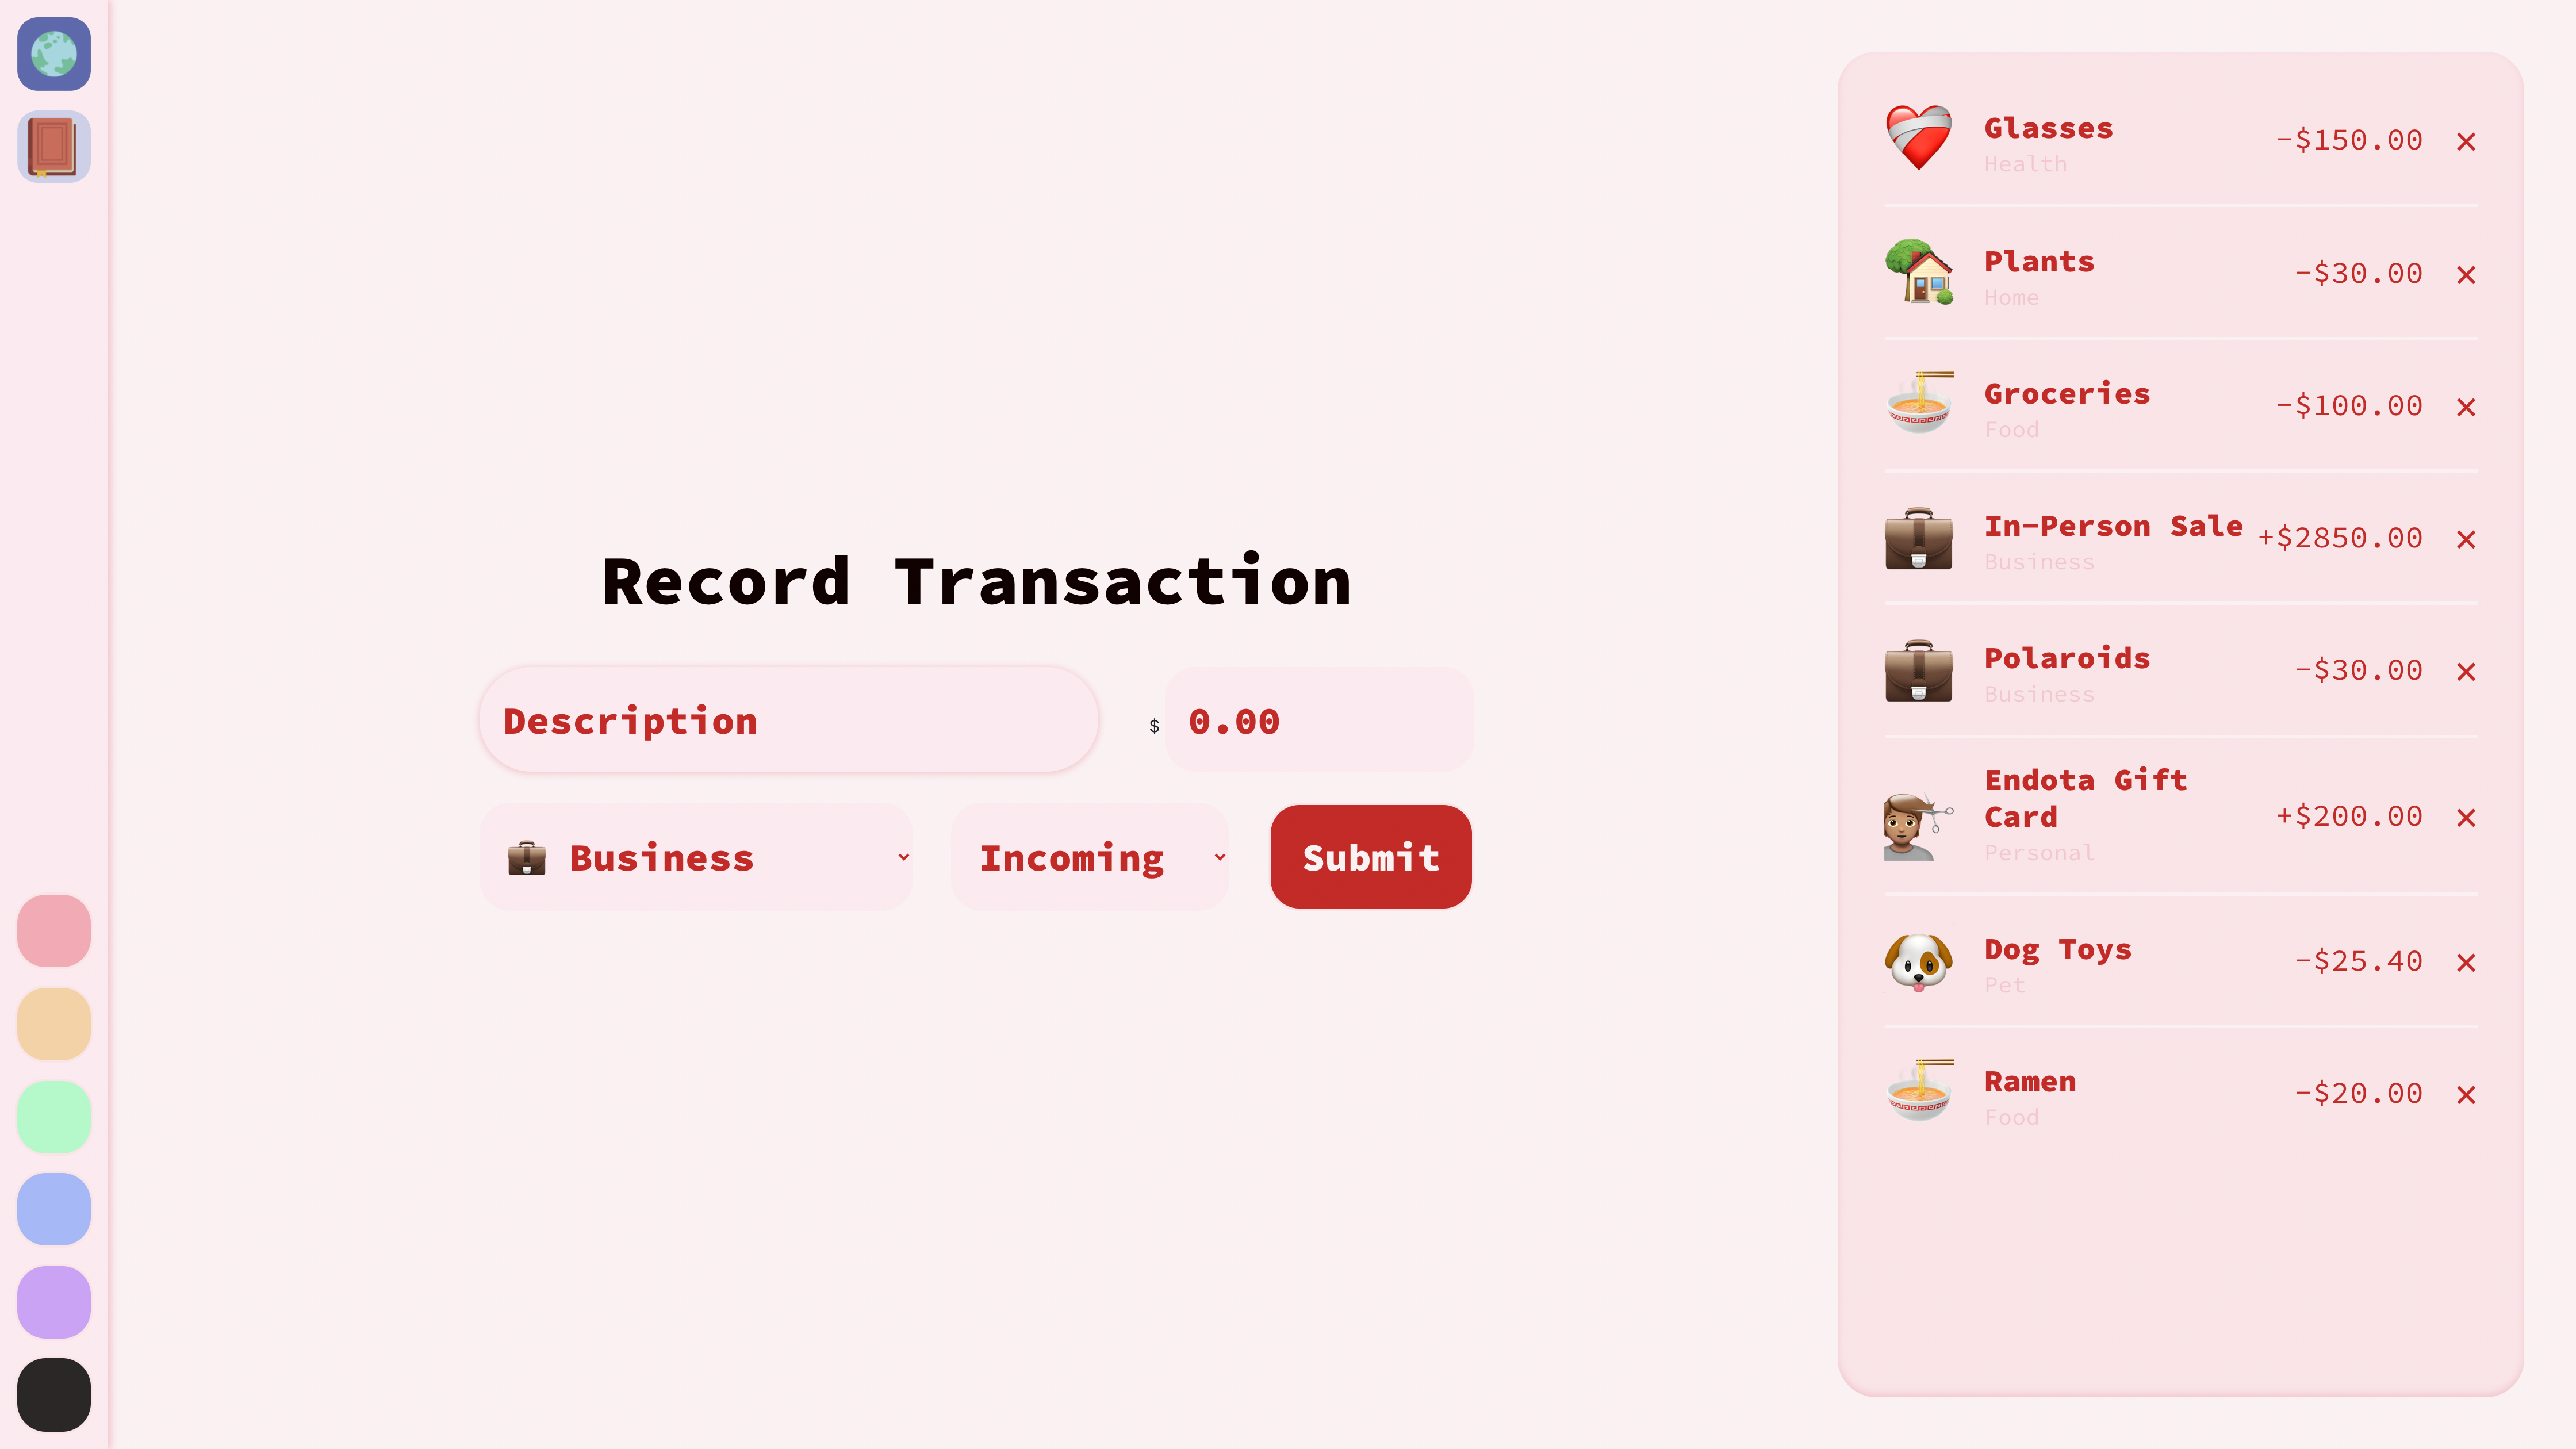 Record Transaction
Description
$ 0.00
Business
Incoming
Submit
Glasses
Health
-$150.00 ×
Plants
Home
-$30.00 ×
Groceries
Food
-$100.00 ×
In-Person Sale
Business
+$2850.00 ×
Polaroids
Business
-$30.00 ×
Endota Gift
Card
Personal
+$200.00 ×
Dog Toys
Pet
-$25.40 ×
Ramen
Food
-$20.00 ×